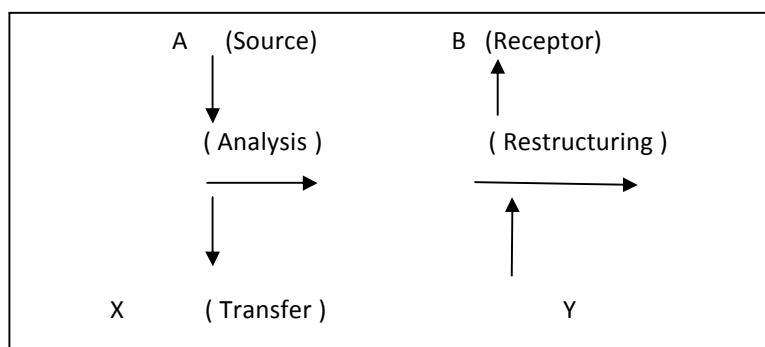 A (Source) B (Receptor)
( Analysis ) ( Restructuring )
X ( Transfer ) Y